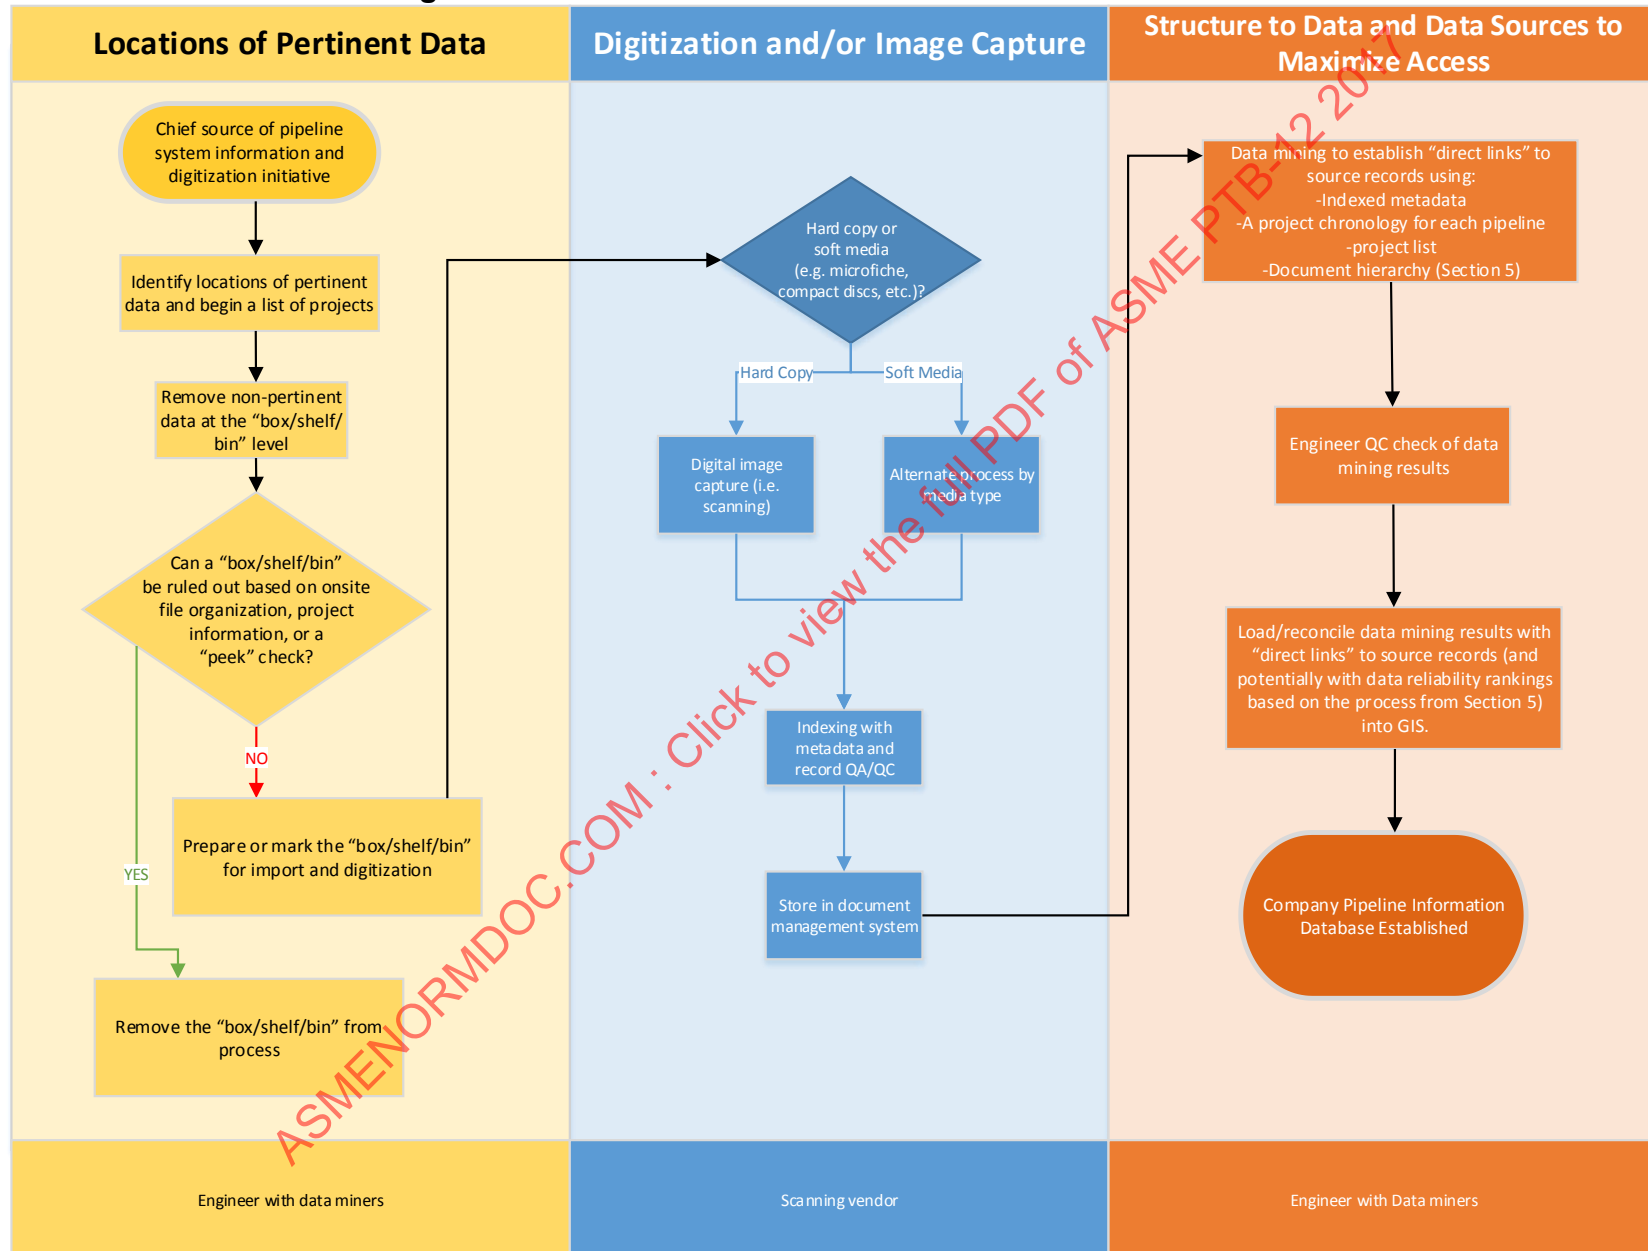 Locations of Pertinent Data
Chief source of pipeline
system information and
digitization initiative
Identify locations of pertinent
data and begin a list of projects
Remove non-pertinent
data at the “box/shelf/
bin” level
Can a “box/shelf/bin”
be ruled out based on onsite
file organization, project
information, or a
“peek” check?
NO
YES
Prepare or mark the “box/shelf/bin”
for import and digitization
Remove the “box/shelf/bin” from
process
Engineer with data miners
Digitization and/or Image Capture
Hard copy or
soft media
(e.g. microfiche,
compact discs, etc.)?
Hard Copy
Soft Media
Digital image
capture (i.e.
scanning)
Alternate process by
media type
Indexing with
metadata and
record QA/QC
Store in document
management system
Scanning vendor
Structure to Data and Data Sources to
Maximize Access
Data mining to establish “direct links” to
source records using:
-Indexed metadata
-A project chronology for each pipeline
-project list
-Document hierarchy (Section 5)
Engineer QC check of data
mining results
Load/reconcile data mining results with
“direct links” to source records (and
potentially with data reliability rankings
based on the process from Section 5)
into GIS.
Company Pipeline Information
Database Established
Engineer with Data miners
ASMENORMDOC.COM : Click to view the full PDF of ASME PTB-12 2017